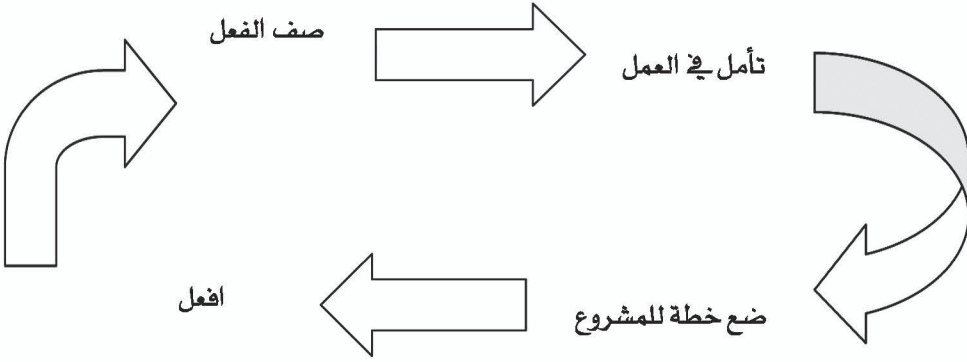 صف الفعل
تأمل في العمل
ضع خطة للمشروع
افعل